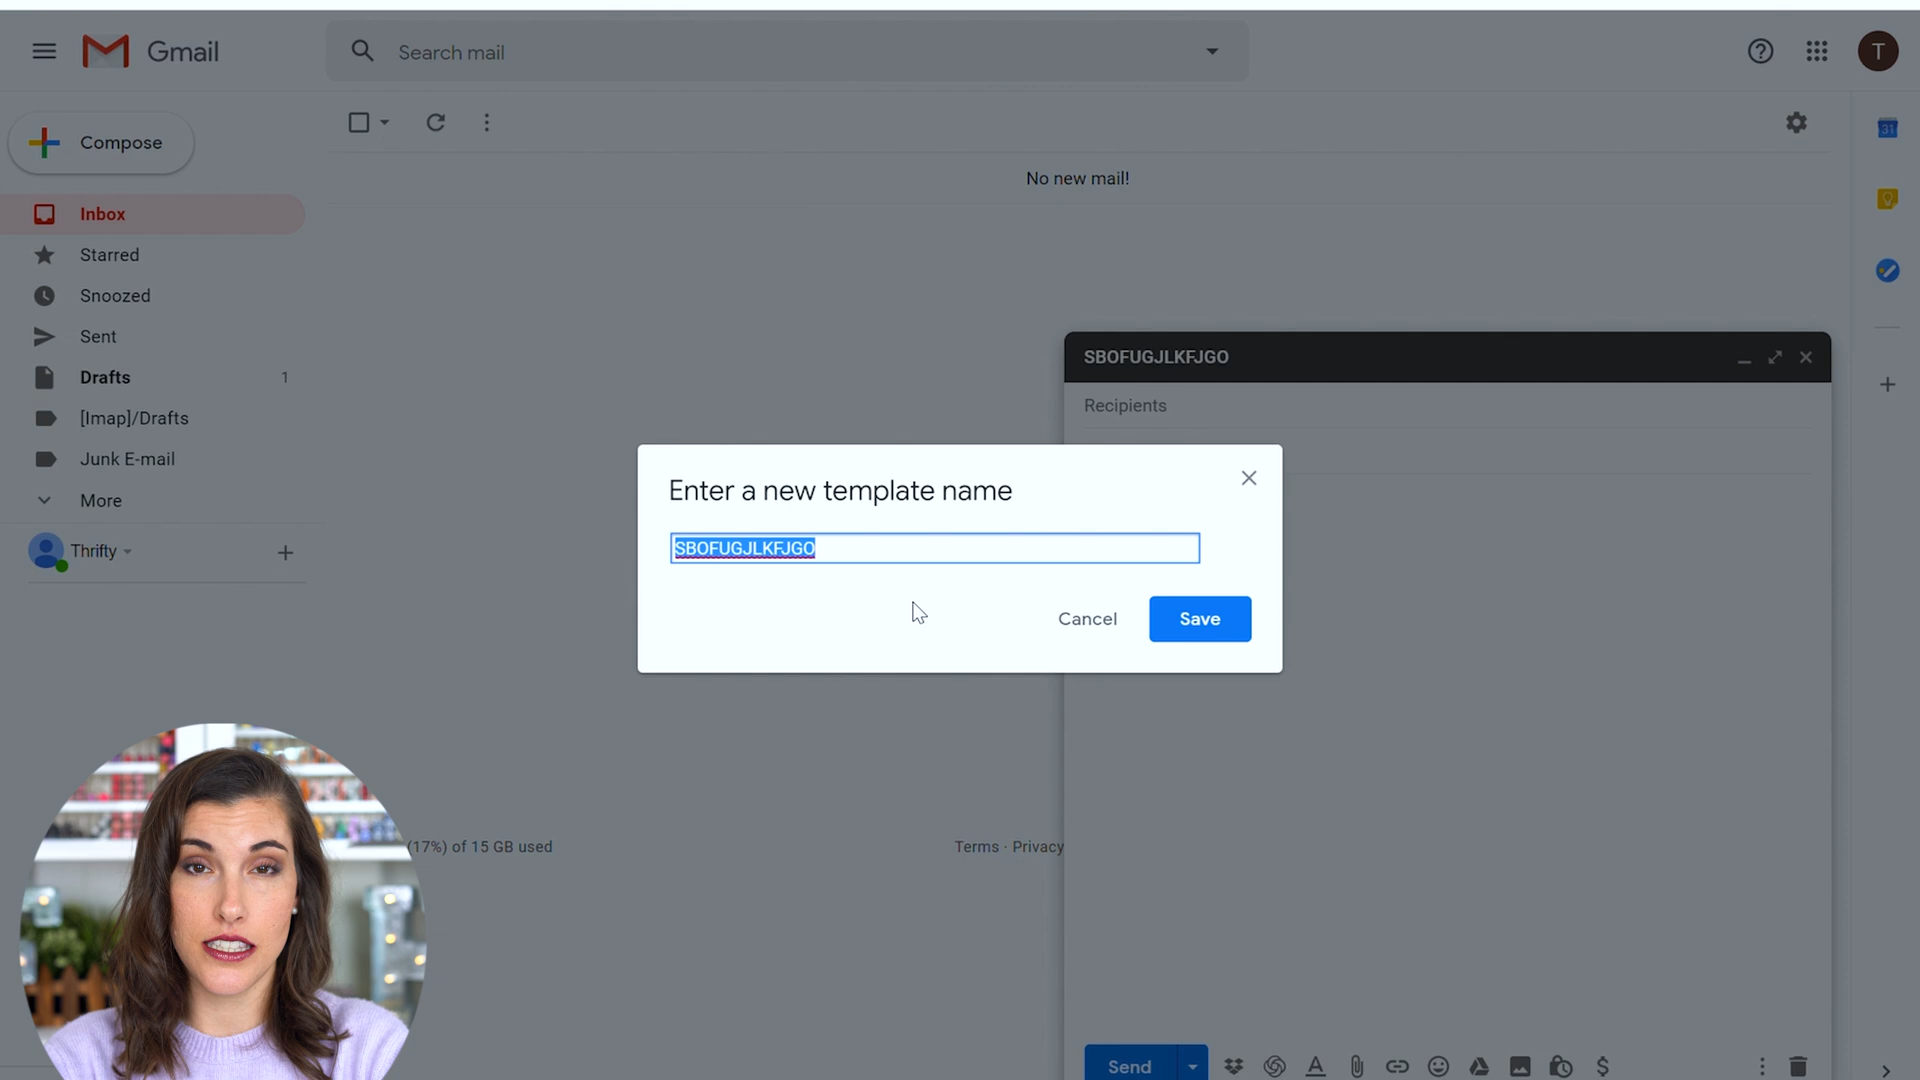 Gmail
Search mail
T
Compose
No new mail!
31
Inbox
Starred
Snoozed
Sent
Drafts 1
[Imap]/Drafts
Junk E-mail
More
Thrifty
SBOFUGJLKFJGO
Recipients
Enter a new template name
SBOFUGJLKFJGO
Cancel
Save
(17%) of 15 GB used
Terms · Privacy
Send